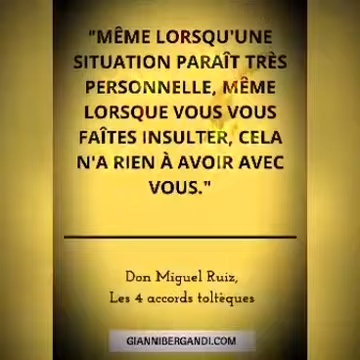 "MÊME LORSQU'UNE
SITUATION PARAÎT TRÈS
PERSONNELLE, MÊME
LORSQUE VOUS VOUS
FAÎTES INSULTER, CELA
N'A RIEN À AVOIR AVEC
VOUS."
Don Miguel Ruiz,
Les 4 accords toltèques
GIANNIBERGANDI.COM